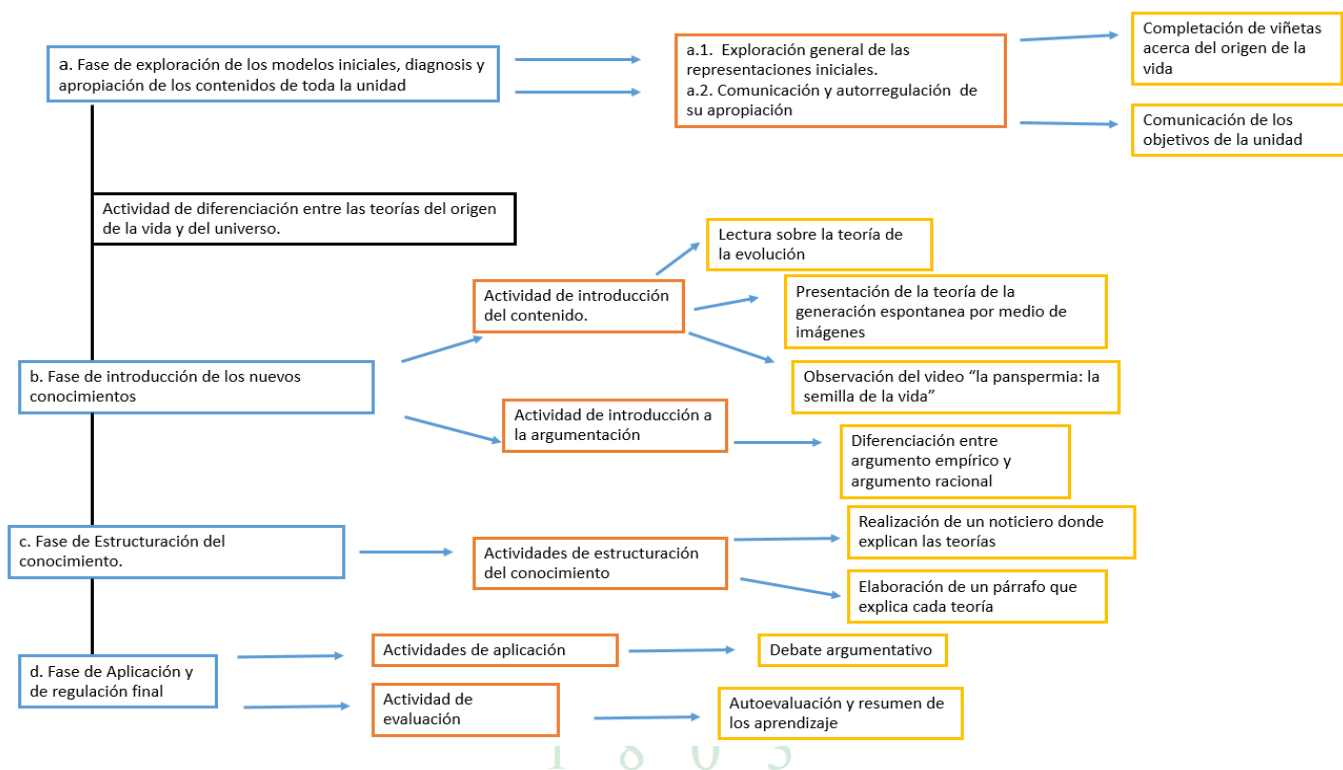 a. Fase de exploración de los modelos iniciales, diagnosis y
apropiación de los contenidos de toda la unidad
a.1. Exploración general de las
representaciones iniciales.
a.2. Comunicación y autorregulación de
su apropiación
Completación de viñetas
acerca del origen de la
vida
Comunicación de los
objetivos de la unidad
Actividad de diferenciación entre las teorías del origen
de la vida y del universo.
b. Fase de introducción de los nuevos
conocimientos
Actividad de introducción
del contenido.
Lectura sobre la teoría de
la evolución
Presentación de la teoría de la
generación espontanea por medio de
imágenes
Observación del video “la panspermia: la
semilla de la vida”
Actividad de introducción a
la argumentación
Diferenciación entre
argumento empírico y
argumento racional
c. Fase de Estructuración del
conocimiento.
Actividades de estructuración
del conocimiento
Realización de un noticiero donde
explican las teorías
Elaboración de un párrafo que
explica cada teoría
d. Fase de Aplicación y
de regulación final
Actividades de aplicación
Debate argumentativo
Actividad de
evaluación
Autoevaluación y resumen de
los aprendizaje
1 8 0 3